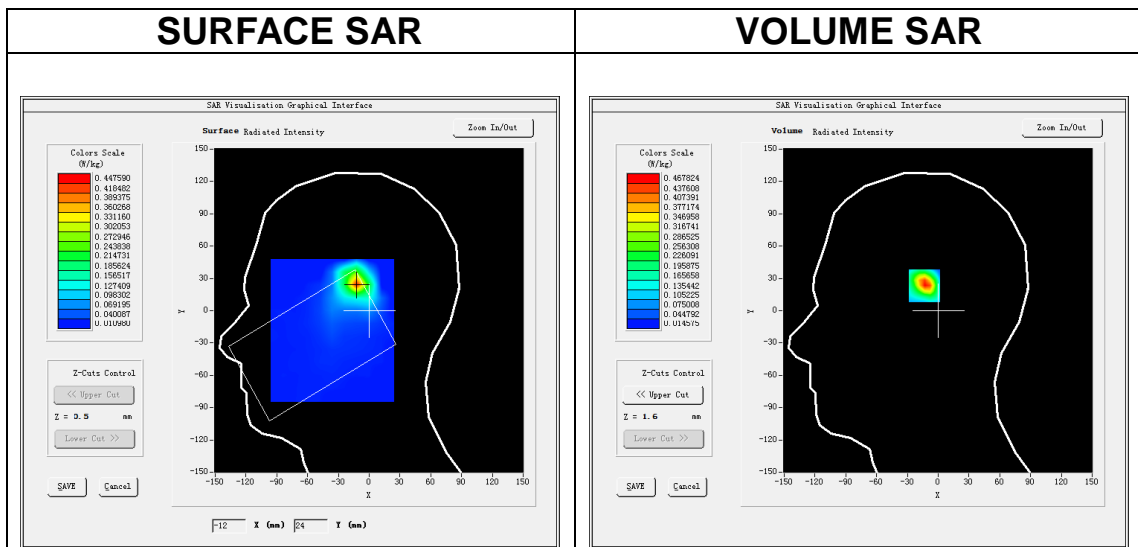 SURFACE SAR
VOLUME SAR
SAR Visualisation Graphical Interface
Surface Radiated Intensity
Zoom In/Out
Colors Scale
(W/kg)
0.447590
0.418482
0.389375
0.360268
0.331160
0.302053
0.272946
0.243838
0.214731
0.185624
0.156517
0.127409
0.098302
0.069195
0.040087
0.010980
150
120
90
60
30
0
-30
-60
-90
-120
-150
Y
-150 -120 -90 -60 -30 0 30 60 90 120 150
X
Z-Cuts Control
<< Upper Cut
Z = 3.5 mm
Lower Cut >>
SAVE Cancel
-12 X (mm) 24 Y (mm)
SAR Visualisation Graphical Interface
Volume Radiated Intensity
Zoom In/Out
Colors Scale
(W/kg)
0.467824
0.437608
0.407391
0.377174
0.346958
0.316741
0.286525
0.256308
0.226091
0.195875
0.165658
0.135442
0.105225
0.075008
0.044792
0.014575
150
120
90
60
30
0
-30
-60
-90
-120
-150
Y
-150 -120 -90 -60 -30 0 30 60 90 120 150
X
Z-Cuts Control
<< Upper Cut
Z = 1.6 mm
Lower Cut >>
SAVE Cancel